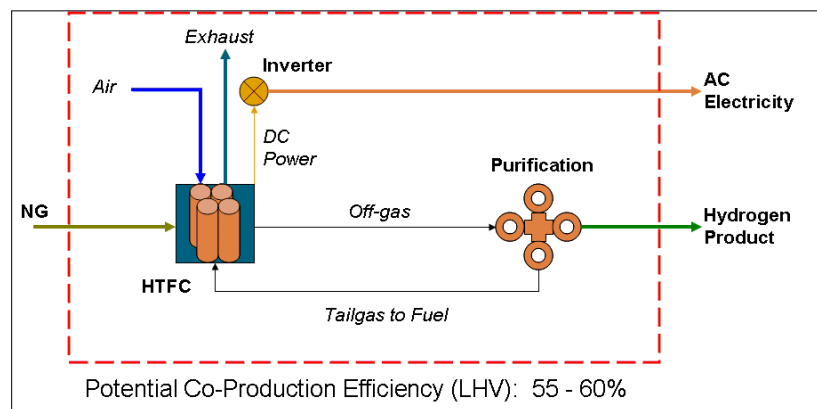 Exhaust
Inverter
Air
AC
Electricity
DC
Power
Purification
NG
Off-gas
Hydrogen
Product
HTFC
Tailgas to Fuel
Potential Co-Production Efficiency (LHV): 55 - 60%